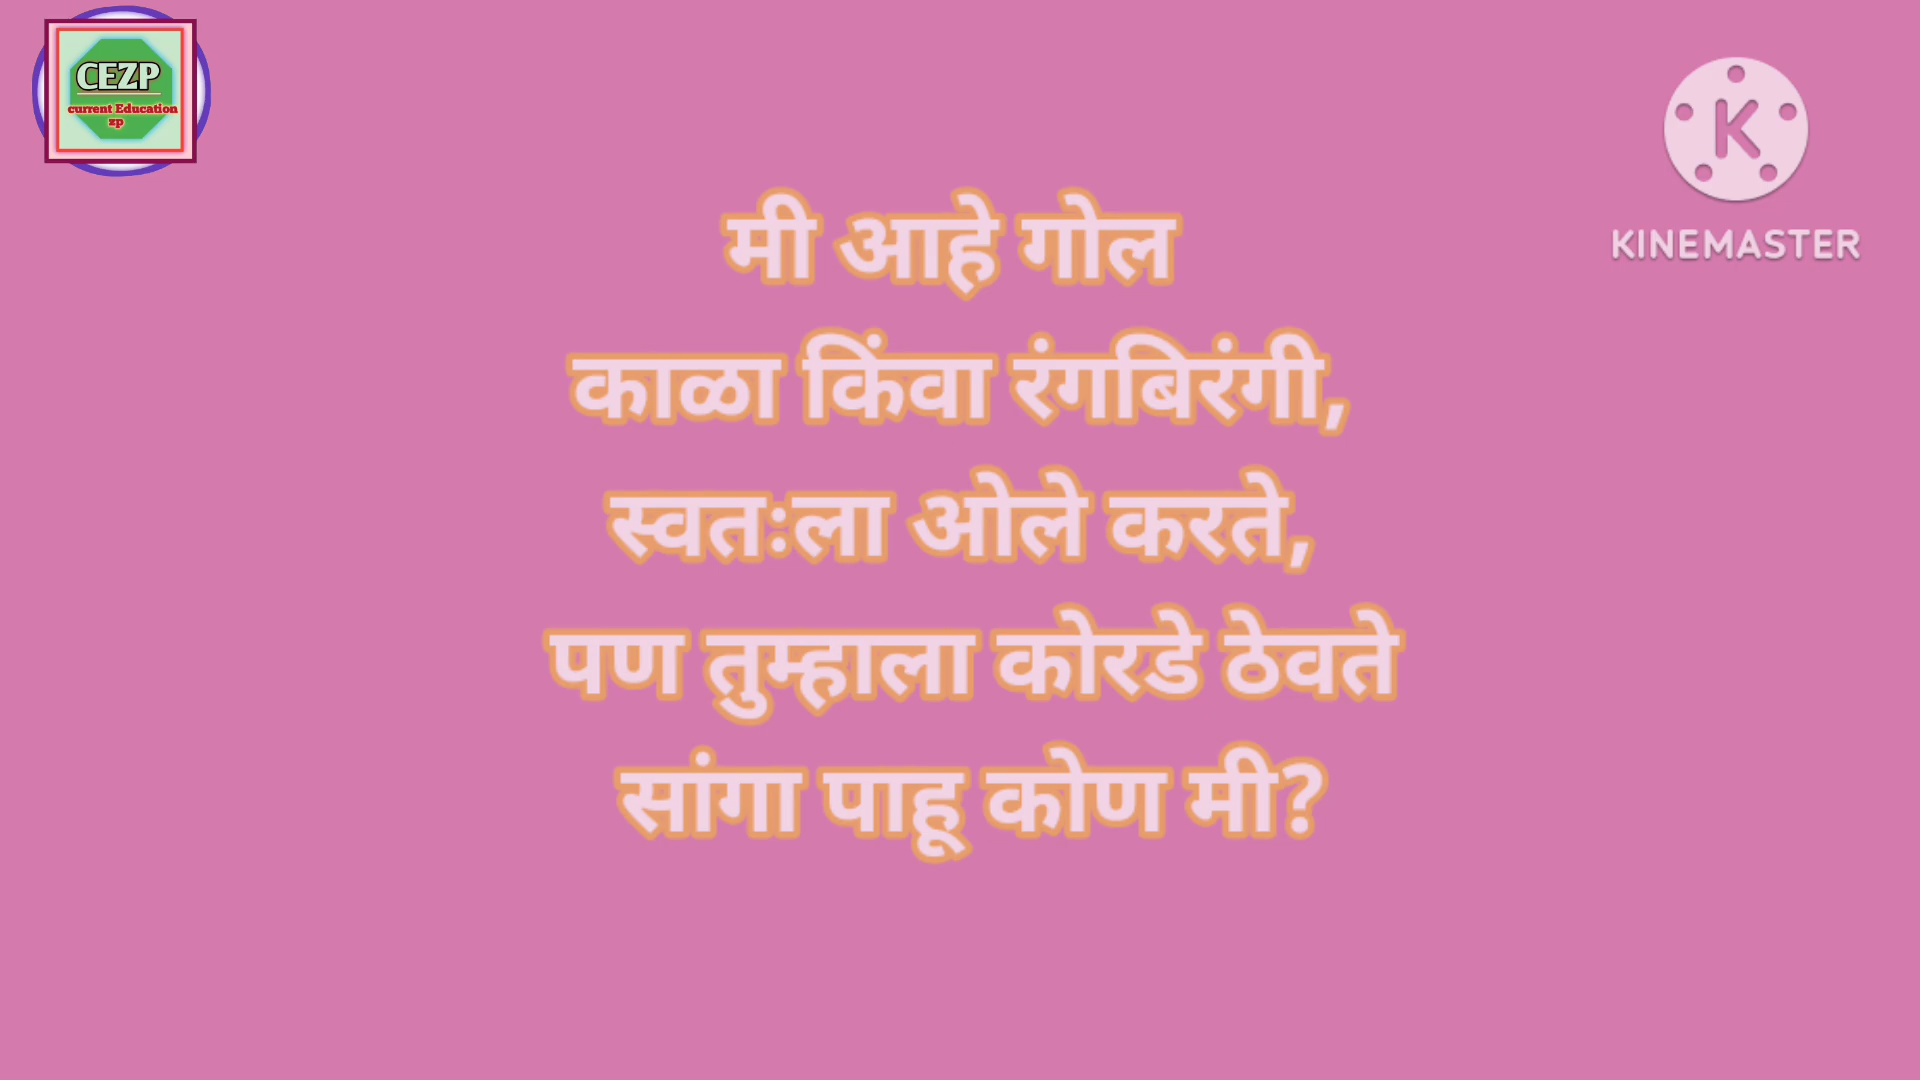 CEZP
current Education
zp
K
KINEMASTER
मी आहे गोल
काळा किंवा रंगबिरंगी,
स्वतःला ओले करते,
पण तुम्हाला कोरडे ठेवते
सांगा पाहू कोण मी?